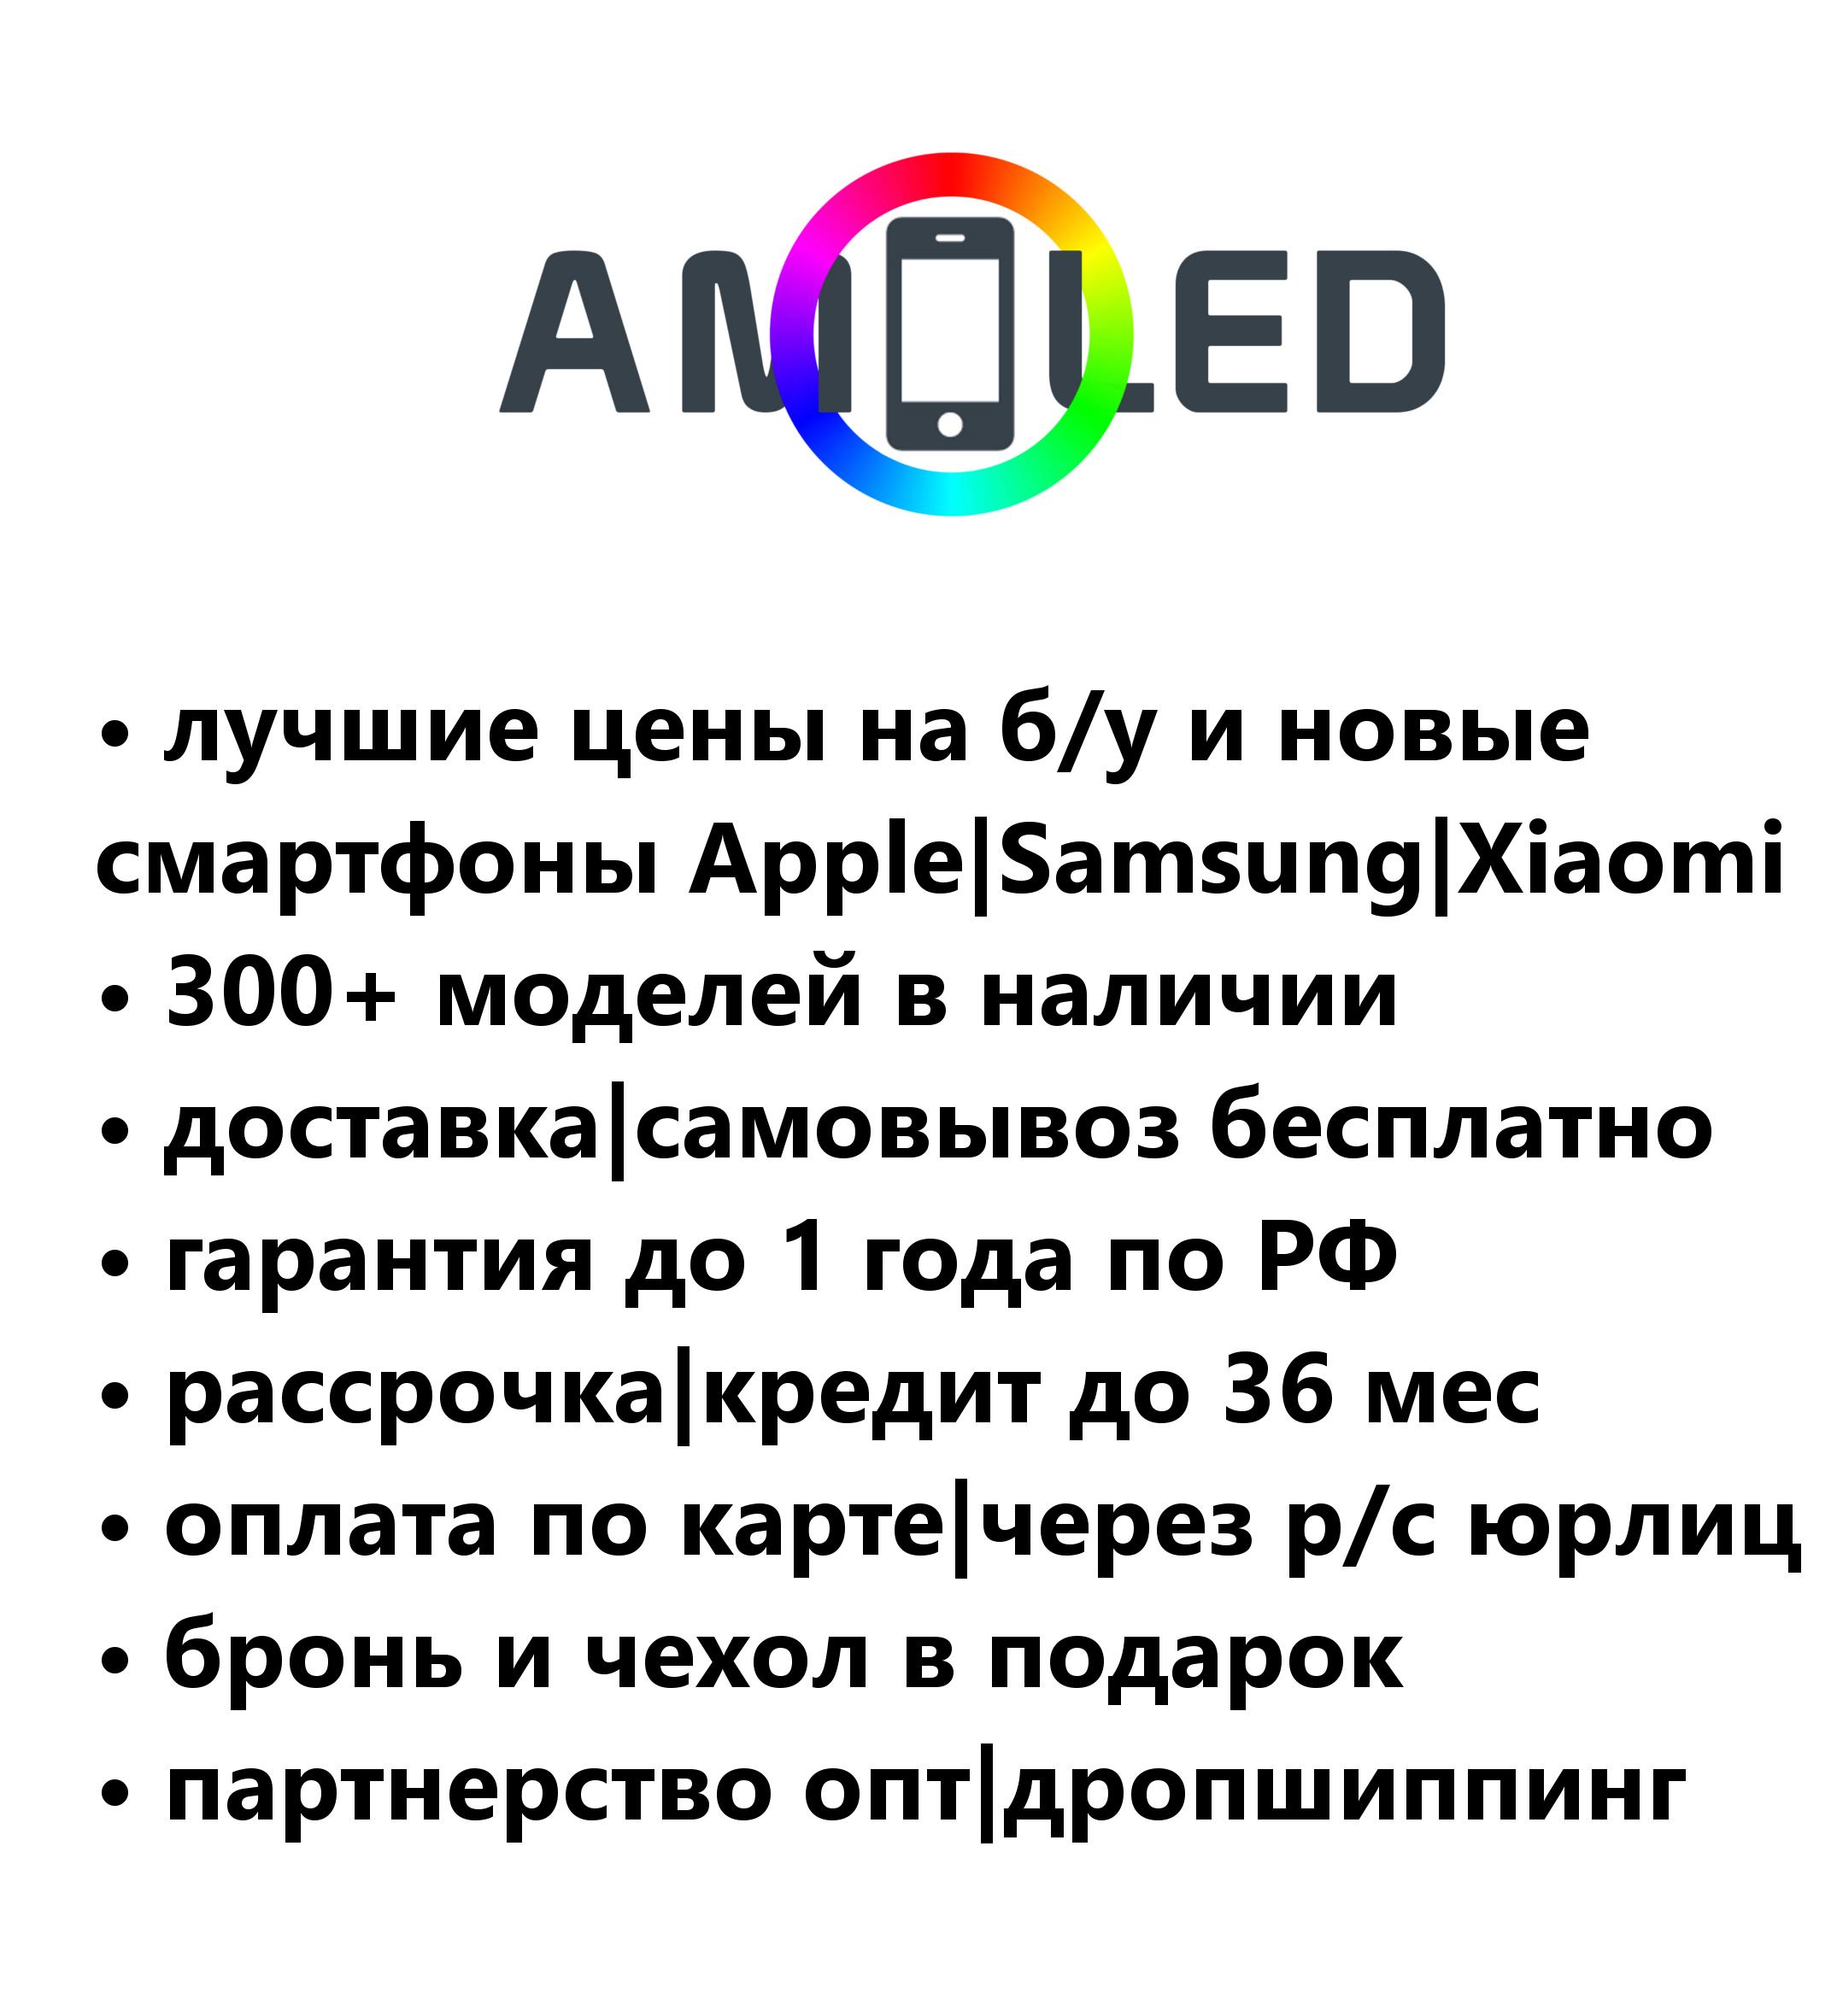 AMOLED
• лучшие цены на б/у и новые
смартфоны Apple|Samsung|Xiaomi
• 300+ моделей в наличии
• доставка|самовывоз бесплатно
• гарантия до 1 года по РФ
• рассрочка|кредит до 36 мес
• оплата по карте|через р/с юрлиц
• бронь и чехол в подарок
• партнерство опт|дропшиппинг